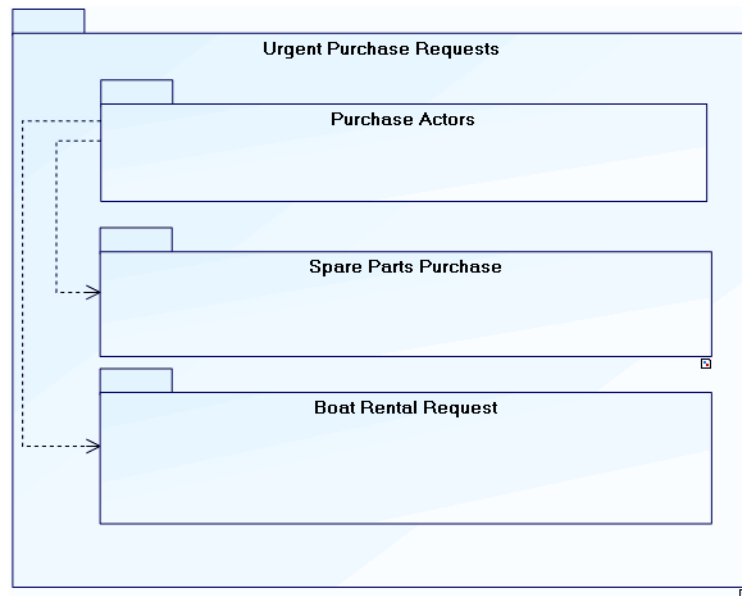 Urgent Purchase Requests
Purchase Actors
Spare Parts Purchase
Boat Rental Request